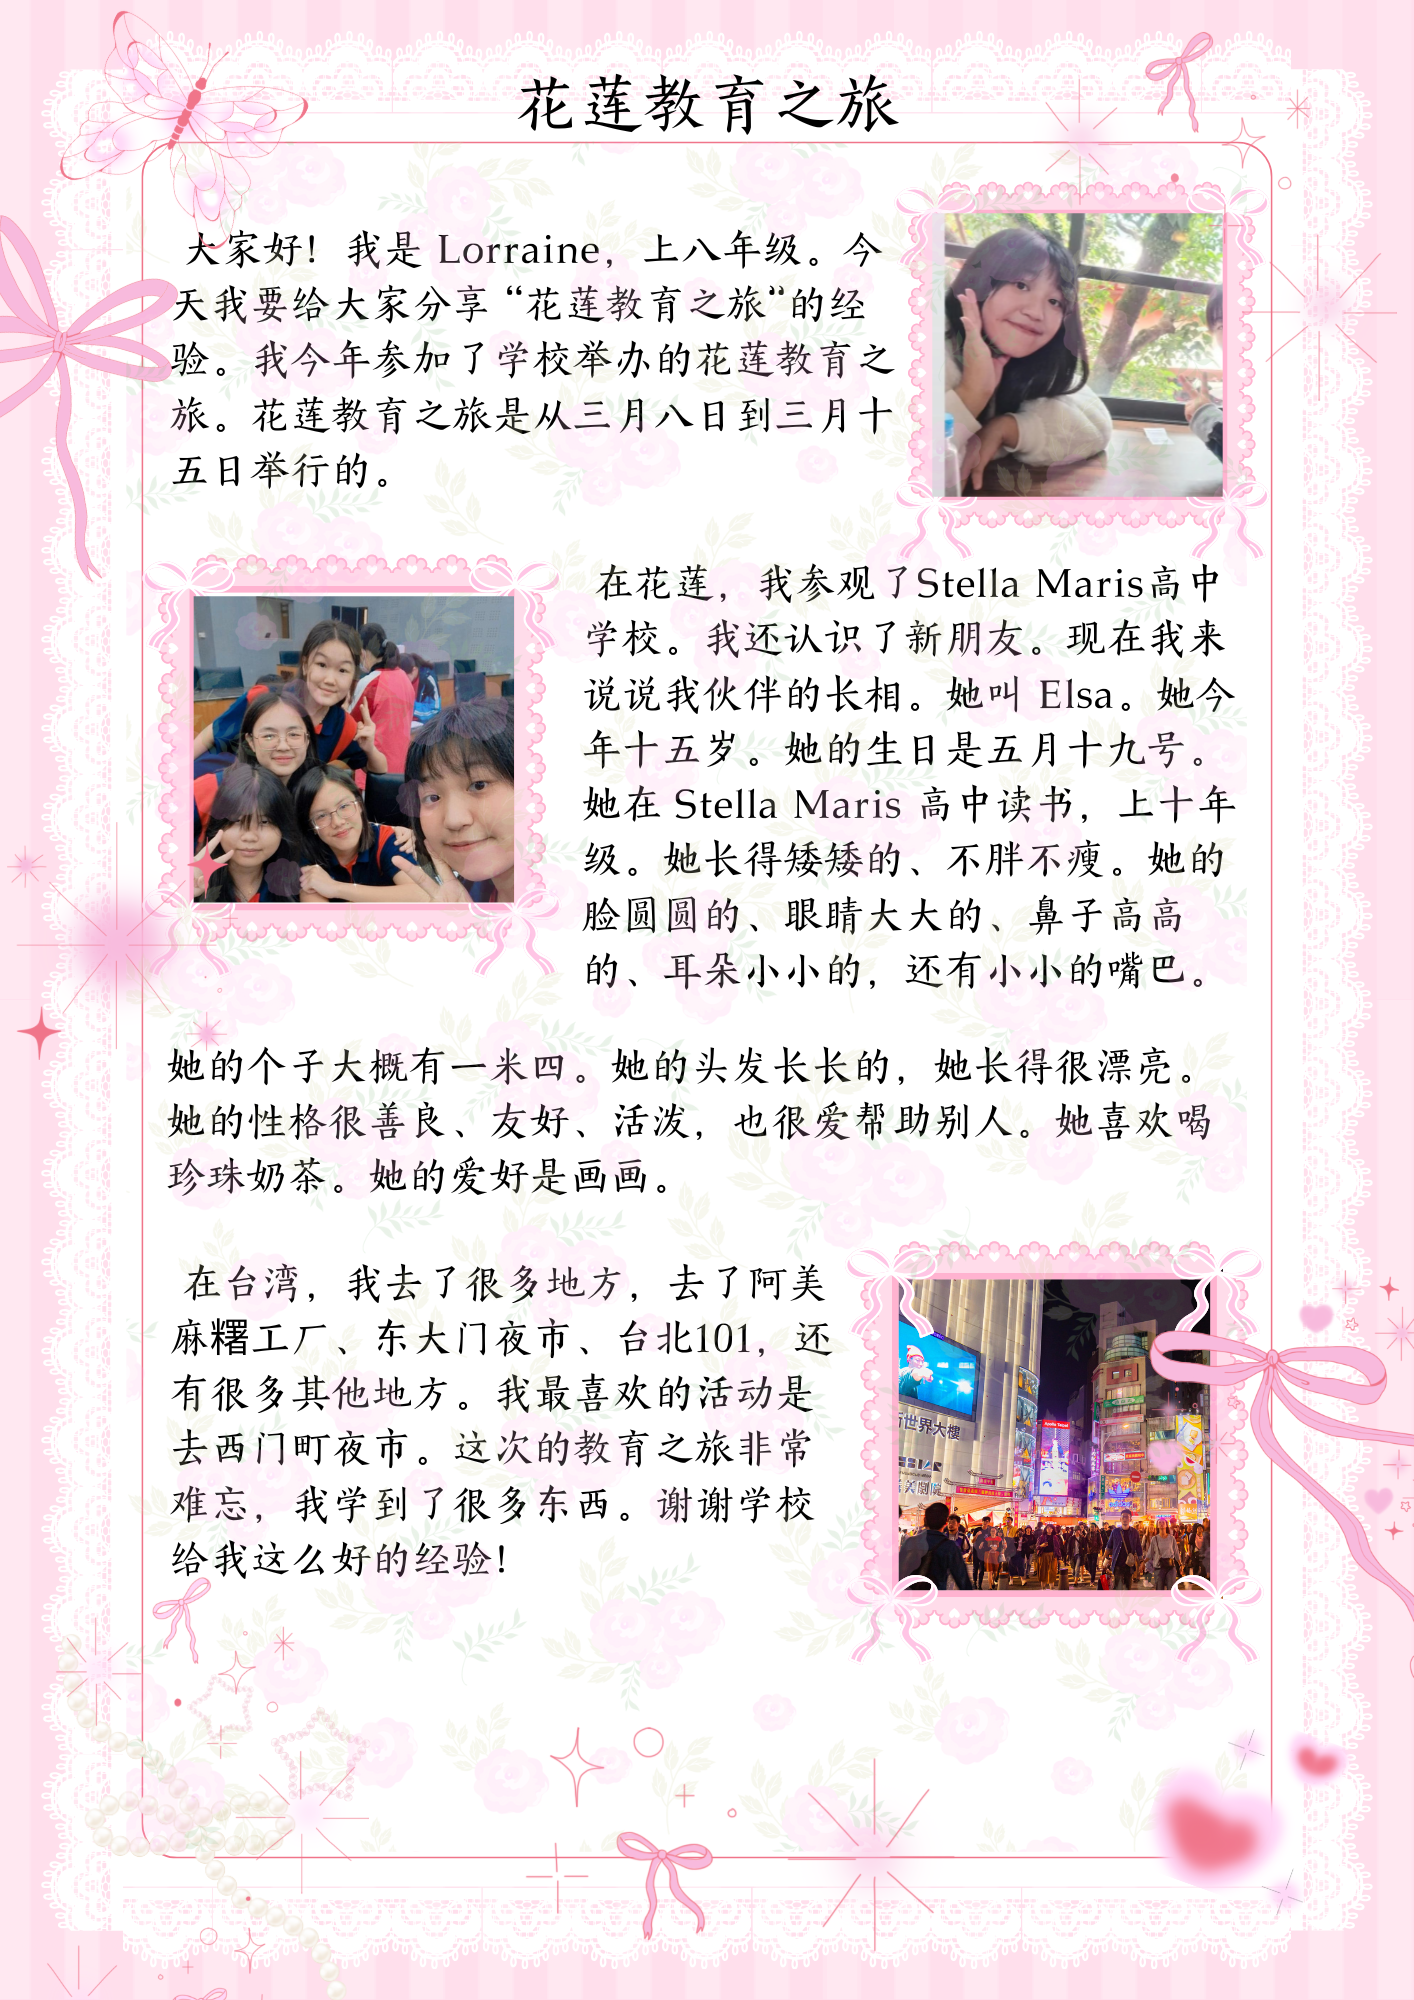 花莲教育之旅
大家好！我是 Lorraine，上八年级。今
天我要给大家分享 “花莲教育之旅”的经
验。我今年参加了学校举办的花莲教育之
旅。花莲教育之旅是从三月八日到三月十
五日举行的。
在花莲，我参观了Stella Maris高中
学校。我还认识了新朋友。现在我来
说说我伙伴的长相。她叫 Elsa。她今
年十五岁。她的生日是五月十九号。
她在 Stella Maris 高中读书，上十年
级。她长得矮矮的、不胖不瘦。她的
脸圆圆的、眼睛大大的、鼻子高高
的、耳朵小小的，还有小小的嘴巴。
她的个子大概有一米四。她的头发长长的，她长得很漂亮。
她的性格很善良、友好、活泼，也很爱帮助别人。她喜欢喝
珍珠奶茶。她的爱好是画画。
在台湾，我去了很多地方，去了阿美
麻糬工厂、东大门夜市、台北101，还
有很多其他地方。我最喜欢的活动是
去西门町夜市。这次的教育之旅非常
难忘，我学到了很多东西。谢谢学校
给我这么好的经验！
世界大樓
美